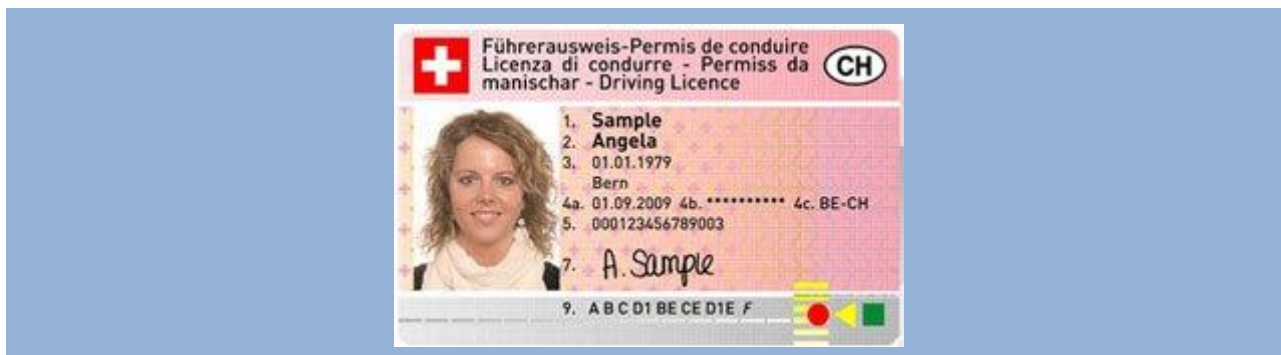 Führerausweis-Permis de conduire
Licenza di condurre - Permiss da
manischar - Driving Licence
CH
1. Sample
2. Angela
3. 01.01.1979
Bern
4a. 01.09.2009 4b. ********** 4c. BE-CH
5. 000123456789003
7. A. Sample
9. A B C D1 BE CE D1E F